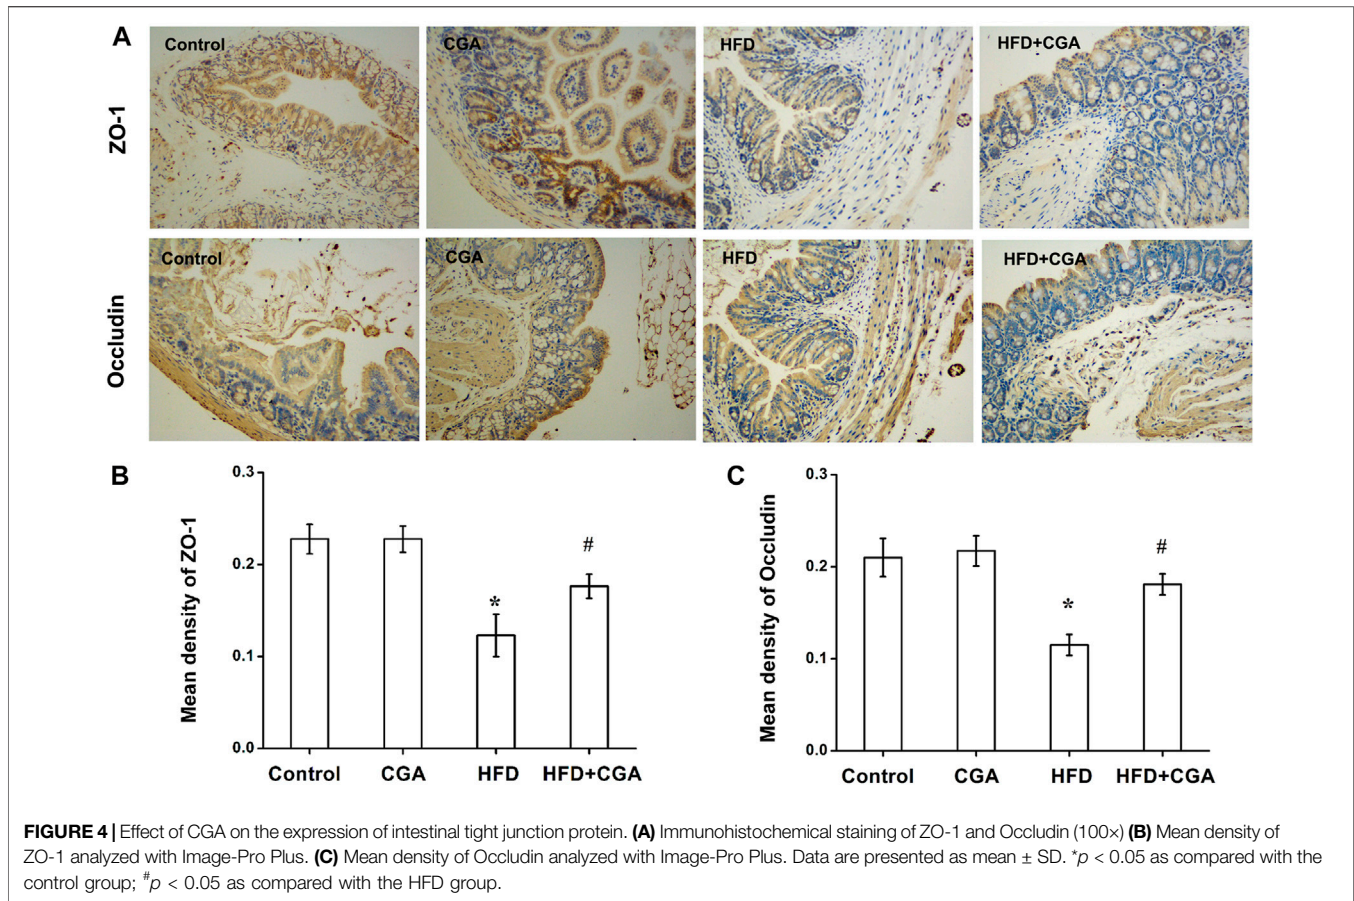 A
Control
CGA
HFD
HFD+CGA
ZO-1
Control
CGA
HFD
HFD+CGA
Occludin
B
0.3
0.2
0.1
0.0
Mean density of ZO-1
*
#
Control
CGA
HFD
HFD+CGA
C
0.3
0.2
0.1
0.0
Mean density of Occludin
*
#
Control
CGA
HFD
HFD+CGA
FIGURE 4 | Effect of CGA on the expression of intestinal tight junction protein. (A) Immunohistochemical staining of ZO-1 and Occludin (100×) (B) Mean density of
ZO-1 analyzed with Image-Pro Plus. (C) Mean density of Occludin analyzed with Image-Pro Plus. Data are presented as mean ± SD. *p < 0.05 as compared with the
control group; #p < 0.05 as compared with the HFD group.